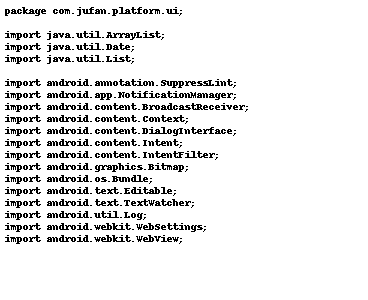 package com.jufan.platform.ui;

import java.util.ArrayList;
import java.util.Date;
import java.util.List;

import android.annotation.SuppressLint;
import android.app.NotificationManager;
import android.content.BroadcastReceiver;
import android.content.Context;
import android.content.DialogInterface;
import android.content.Intent;
import android.content.IntentFilter;
import android.graphics.Bitmap;
import android.os.Bundle;
import android.text.Editable;
import android.text.TextWatcher;
import android.util.Log;
import android.webkit.WebSettings;
import android.webkit.WebView;